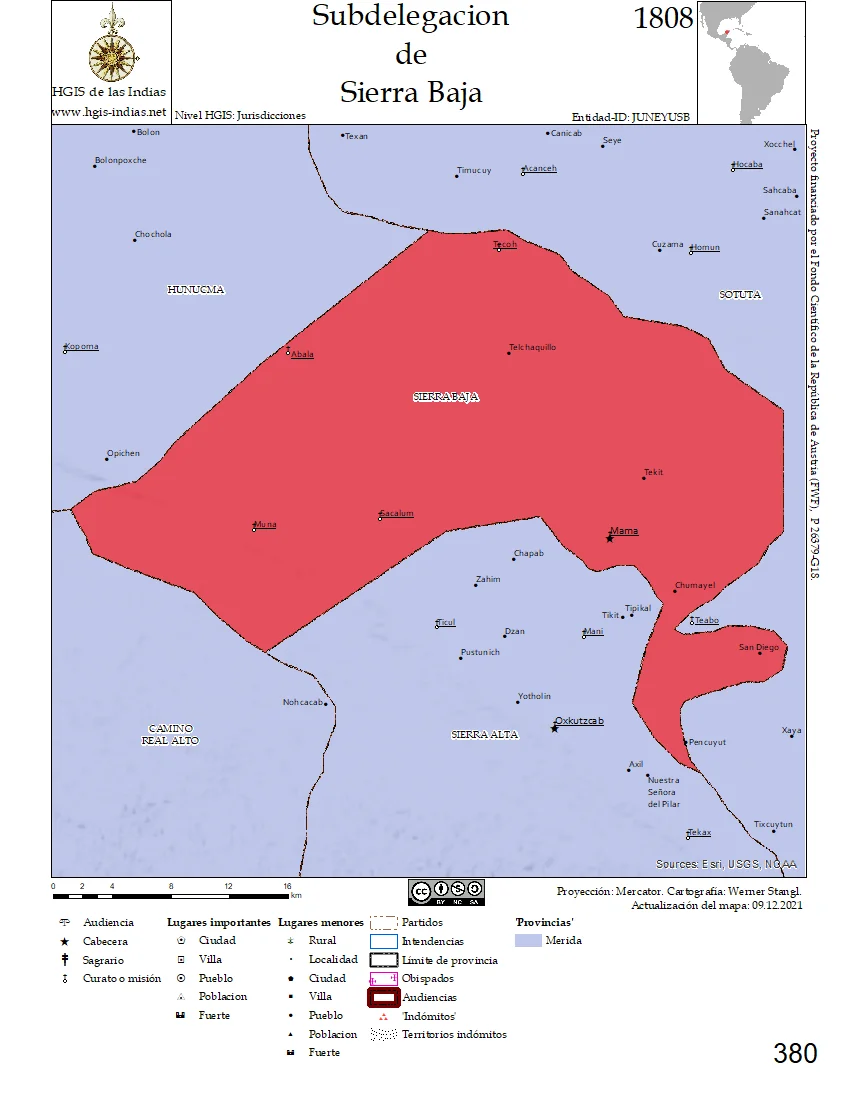 Subdelegacion
de
Sierra Baja
1808
HGIS de las Indias
www.hgis-indias.net
Nivel HGIS: Jurisdicciones
Entidad-ID: JUNEYUSB
Bolon
Texan
Canicab
Seye
Xocchel
Bolonpoxche
Timucuy
Acanceh
Hocaba
Sahcaba
Sanahcat
Chochola
Tecoh
Cuzama
Homun
HUNUCMA
SOTUTA
Kopoma
Abala
Telchaquillo
SIERRA BAJA
Opichen
Tekit
Muna
Sacalum
Mama
Chapab
Zahim
Chumayel
Tikit
Tipikal
Ticul
Dzan
Mani
Teabo
San Diego
Pustunich
Nohcacab
Yotholin
CAMINO
REAL ALTO
SIERRA ALTA
Oxkutzcab
Xaya
Pencuyut
Axil
Nuestra
Señora
del Pilar
Tekax
Tixcuytun
Sources: Esri, USGS, NOAA
Proyecto financiado por el Fondo Científico de la República de Austria (FWF), P 26379-G18.
0 2 4 8 12 16
km
CC BY NC SA
Proyección: Mercator. Cartografía: Werner Stangl.
Actualización del mapa: 09.12.2021
Audiencia
Cabecera
Sagrario
Curato o misión
Lugares importantes
Ciudad
Villa
Pueblo
Poblacion
Fuerte
Lugares menores
Rural
Localidad
Ciudad
Villa
Pueblo
Poblacion
Fuerte
Partidos
Intendencias
Límite de provincia
Obispados
Audiencias
'Indómitos'
Territorios indómitos
'Provincias'
Merida
380